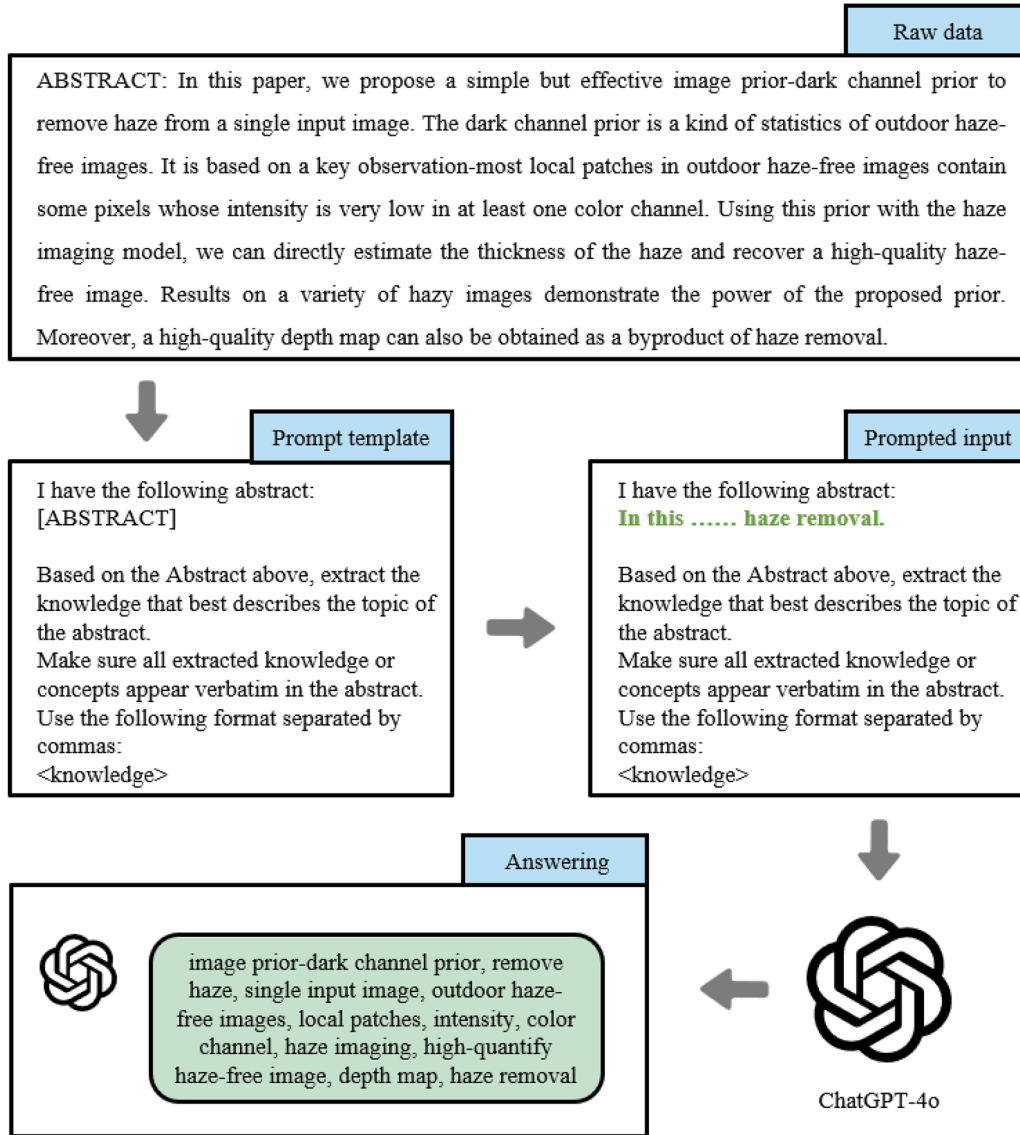 Raw data
ABSTRACT: In this paper, we propose a simple but effective image prior-dark channel prior to
remove haze from a single input image. The dark channel prior is a kind of statistics of outdoor haze-
free images. It is based on a key observation-most local patches in outdoor haze-free images contain
some pixels whose intensity is very low in at least one color channel. Using this prior with the haze
imaging model, we can directly estimate the thickness of the haze and recover a high-quality haze-
free image. Results on a variety of hazy images demonstrate the power of the proposed prior.
Moreover, a high-quality depth map can also be obtained as a byproduct of haze removal.
Prompt template
I have the following abstract:
[ABSTRACT]
Based on the Abstract above, extract the
knowledge that best describes the topic of
the abstract.
Make sure all extracted knowledge or
concepts appear verbatim in the abstract.
Use the following format separated by
commas:
<knowledge>
Prompted input
I have the following abstract:
In this …… haze removal.
Based on the Abstract above, extract the
knowledge that best describes the topic of
the abstract.
Make sure all extracted knowledge or
concepts appear verbatim in the abstract.
Use the following format separated by
commas:
<knowledge>
Answering
image prior-dark channel prior, remove
haze, single input image, outdoor haze-
free images, local patches, intensity, color
channel, haze imaging, high-quantify
haze-free image, depth map, haze removal
ChatGPT-4o